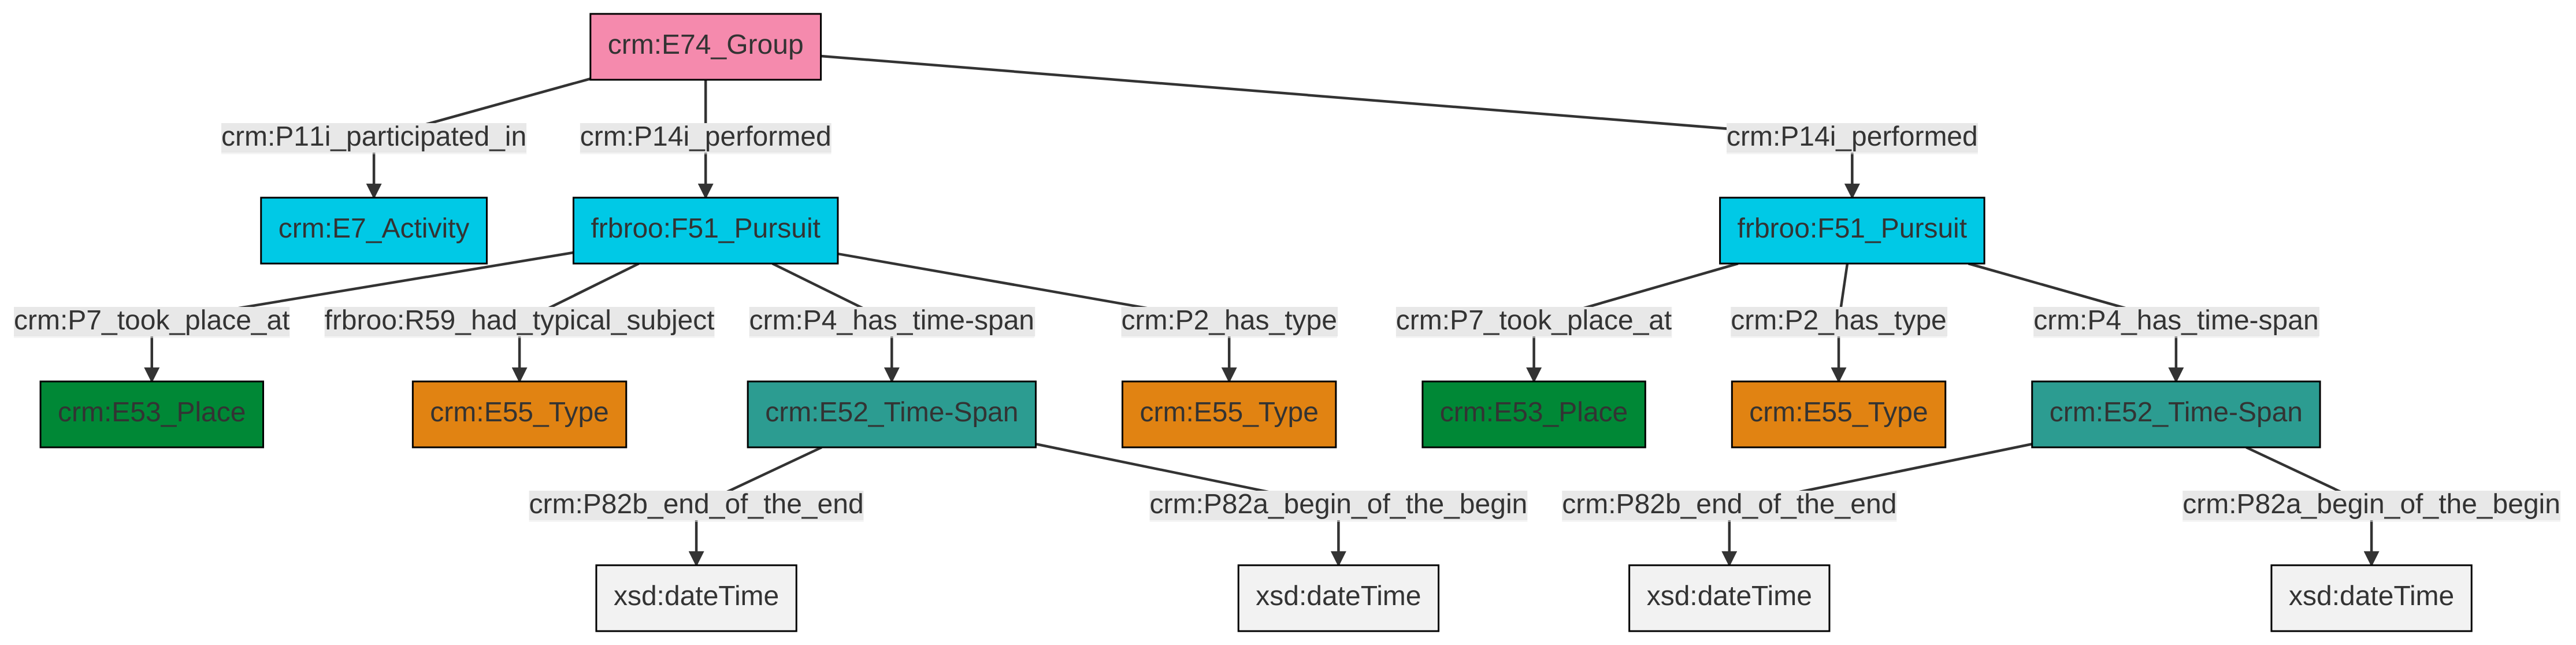 crm:E74_Group
crm:P11i_participated_in
crm:P14i_performed
crm:P14i_performed
crm:E7_Activity
frbroo:F51_Pursuit
frbroo:F51_Pursuit
crm:P7_took_place_at
frbroo:R59_had_typical_subject
crm:P4_has_time-span
crm:P2_has_type
crm:P7_took_place_at
crm:P2_has_type
crm:P4_has_time-span
crm:E53_Place
crm:E55_Type
crm:E52_Time-Span
crm:E55_Type
crm:E53_Place
crm:E55_Type
crm:E52_Time-Span
crm:P82b_end_of_the_end
crm:P82a_begin_of_the_begin
crm:P82b_end_of_the_end
crm:P82a_begin_of_the_begin
xsd:dateTime
xsd:dateTime
xsd:dateTime
xsd:dateTime